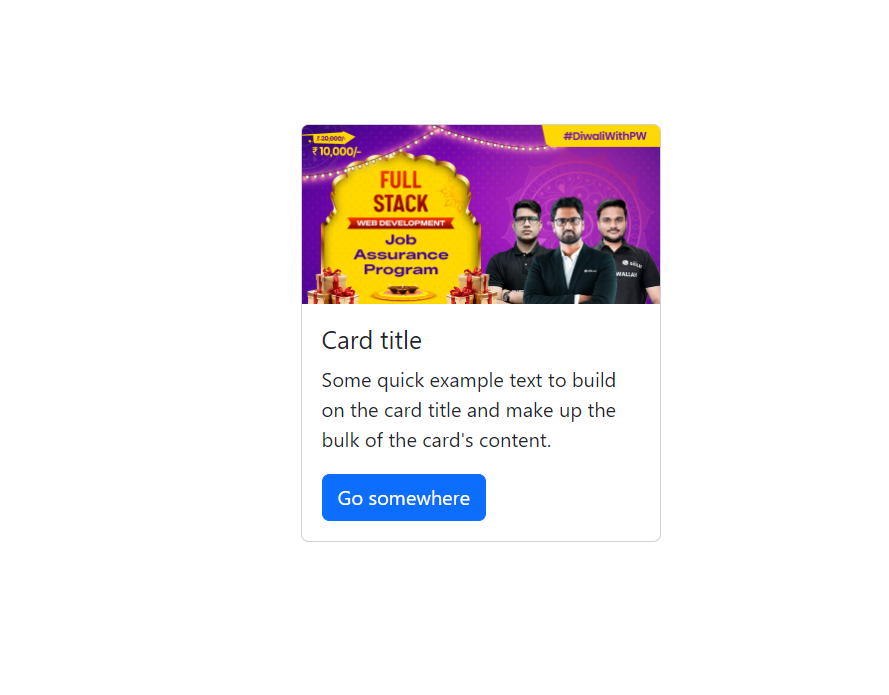 ₹ 20,000/-
₹ 10,000/-
#DiwaliWithPW
FULL
STACK
WEB DEVELOPMENT
Job
Assurance
Program
WALLAH
Card title
Some quick example text to build
on the card title and make up the
bulk of the card's content.
Go somewhere